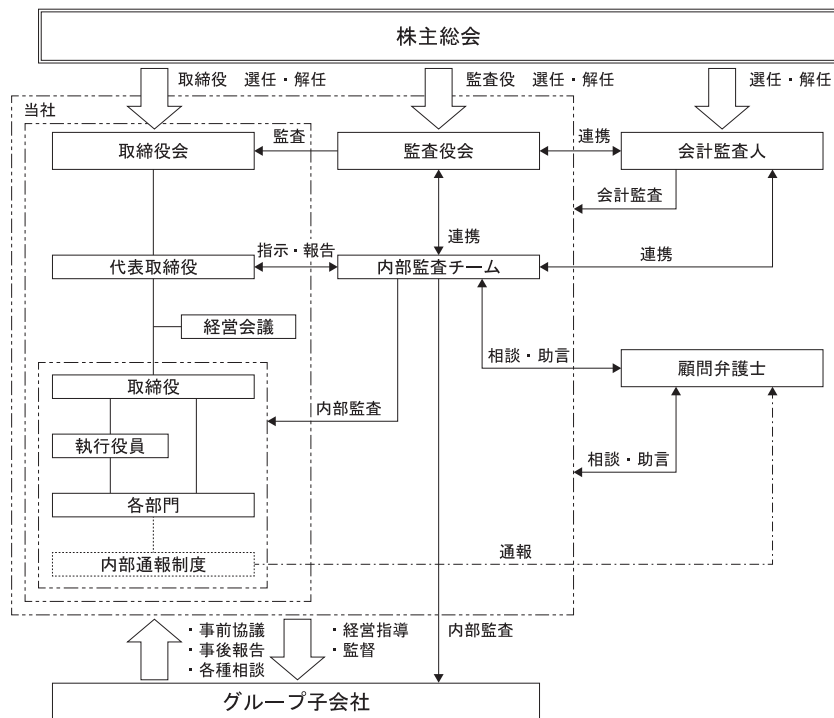 株主総会
取締役 選任・解任
監査役 選任・解任
選任・解任
当社
取締役会
監査
監査役会
連携
会計監査人
会計監査
連携
代表取締役
指示・報告
内部監査チーム
連携
経営会議
相談・助言
顧問弁護士
取締役
内部監査
執行役員
相談・助言
各部門
内部通報制度
通報
・事前協議
・事後報告
・各種相談
・経営指導
・監督
内部監査
グループ子会社